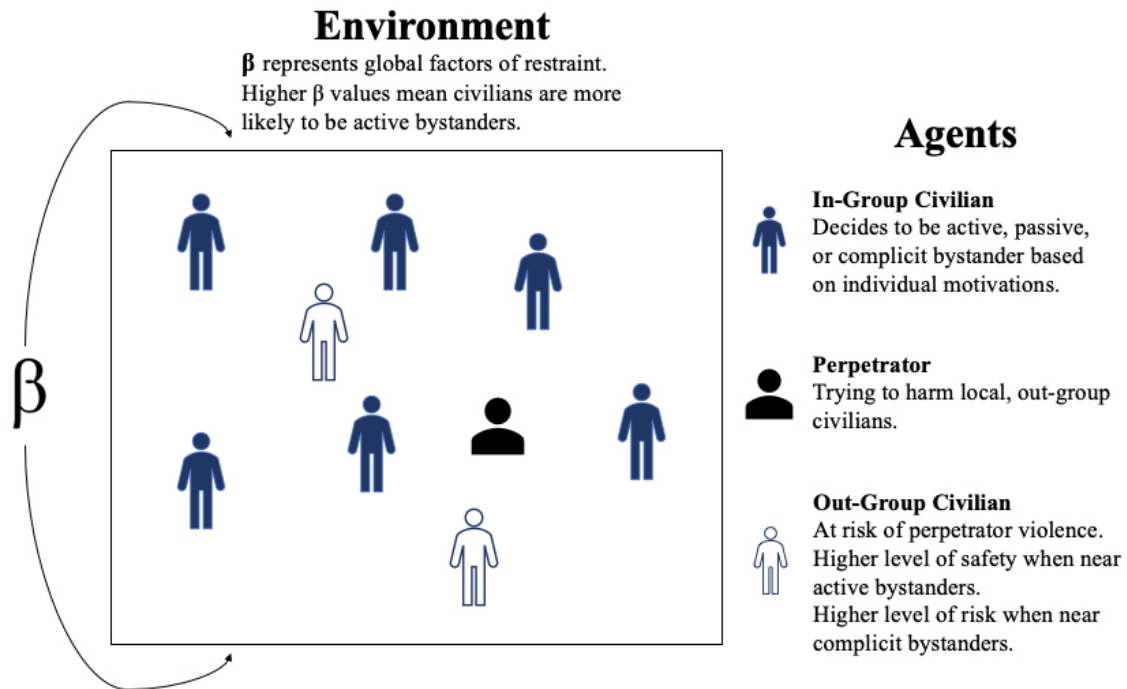 Environment
β represents global factors of restraint.
Higher β values mean civilians are more
likely to be active bystanders.
β
Agents
In-Group Civilian
Decides to be active, passive,
or complicit bystander based
on individual motivations.
Perpetrator
Trying to harm local, out-group
civilians.
Out-Group Civilian
At risk of perpetrator violence.
Higher level of safety when near
active bystanders.
Higher level of risk when near
complicit bystanders.